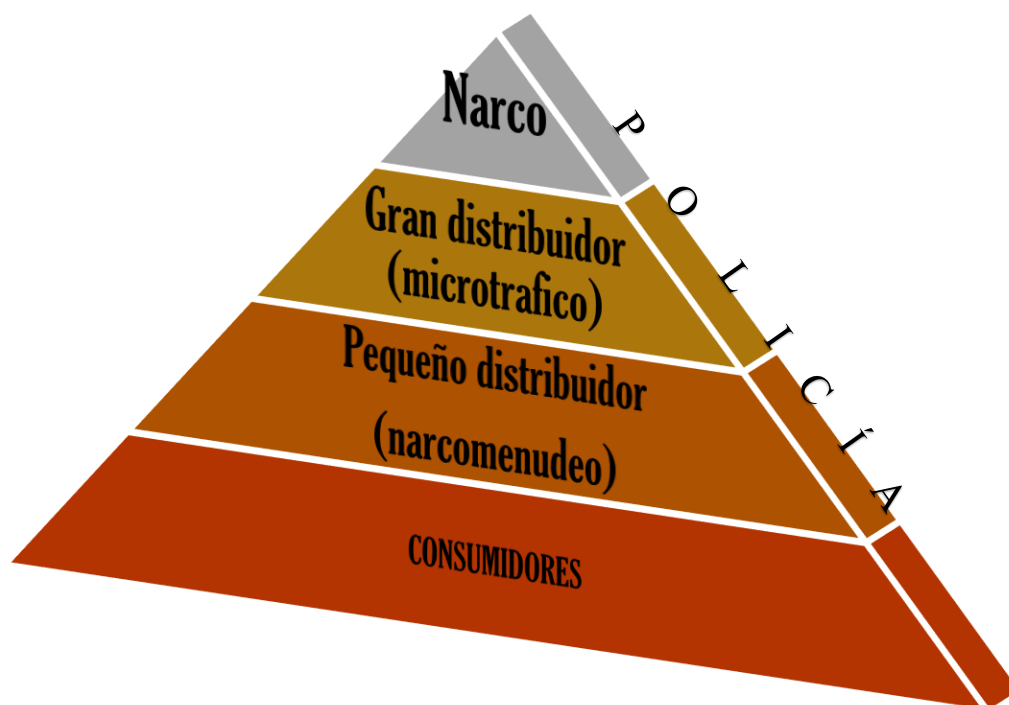 Narco
Gran distribuidor
(microtrafico)
Pequeño distribuidor
(narcomenudeo)
CONSUMIDORES
POLICÍA